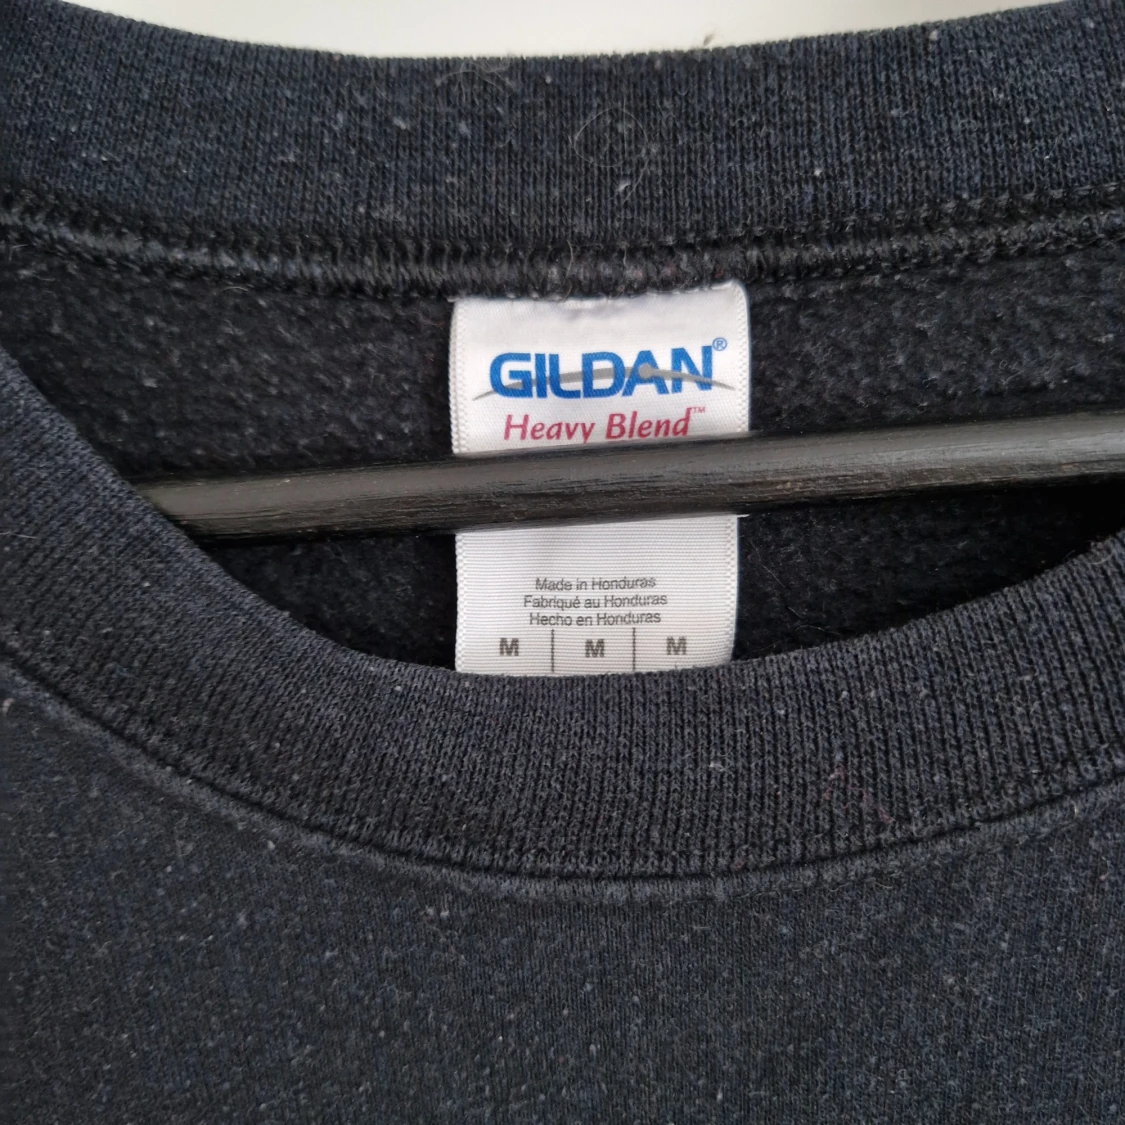 GILDAN®
Heavy Blend™
Made in Honduras
Fabriqué au Honduras
Hecho en Honduras
M M M